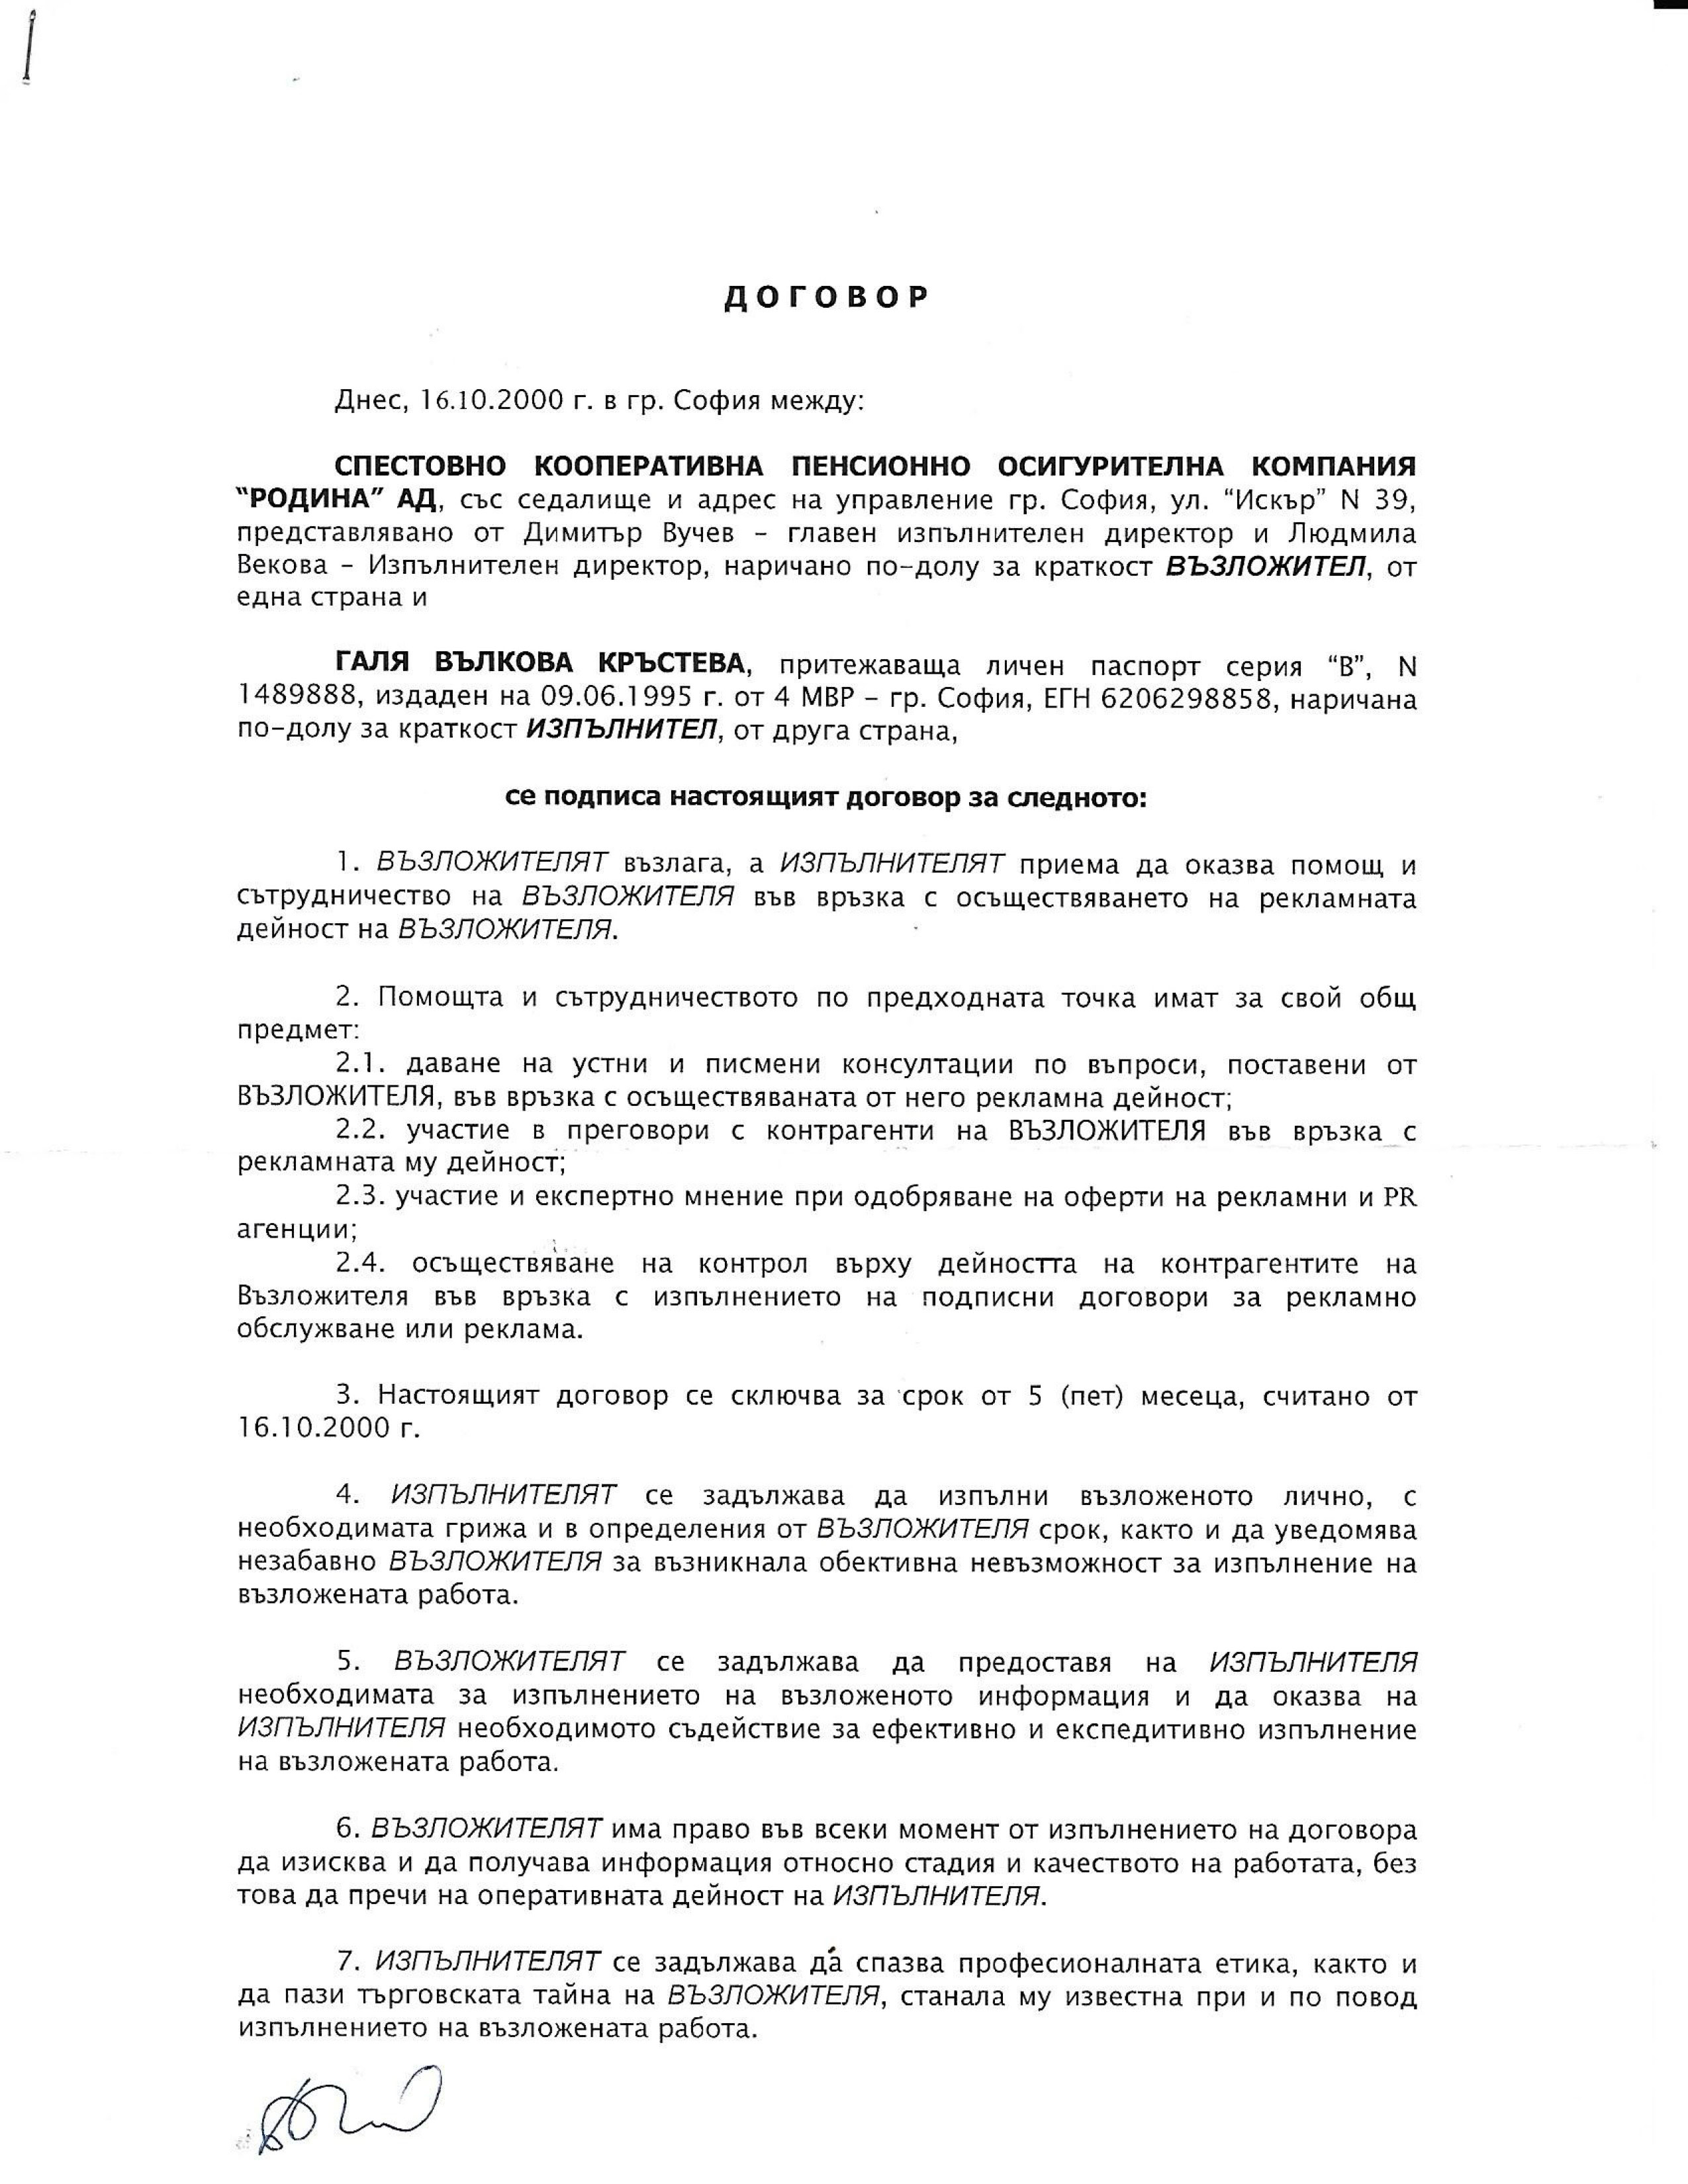 ДОГОВОР
Днес, 16.10.2000 г. в гр. София между:
СПЕСТОВНО КООПЕРАТИВНА ПЕНСИОННО ОСИГУРИТЕЛНА КОМПАНИЯ
"РОДИНА" АД, със седалище и адрес на управление гр. София, ул. "Искър" N 39,
представлявано от Димитър Вучев – главен изпълнителен директор и Людмила
Векова – Изпълнителен директор, наричано по-долу за краткост ВЪЗЛОЖИТЕЛ, от
една страна и
ГАЛЯ ВЪЛКОВА КРЪСТЕВА, притежаваща личен паспорт серия "В", N
1489888, издаден на 09.06.1995 г. от 4 МВР – гр. София, ЕГН 6206298858, наричана
по-долу за краткост ИЗПЪЛНИТЕЛ, от друга страна,
се подписа настоящият договор за следното:
1. ВЪЗЛОЖИТЕЛЯТ възлага, а ИЗПЪЛНИТЕЛЯТ приема да оказва помощ и
сътрудничество на ВЪЗЛОЖИТЕЛЯ във връзка с осъществяването на рекламната
дейност на ВЪЗЛОЖИТЕЛЯ.
2. Помощта и сътрудничеството по предходната точка имат за свой общ
предмет:
2.1. даване на устни и писмени консултации по въпроси, поставени от
ВЪЗЛОЖИТЕЛЯ, във връзка с осъществяваната от него рекламна дейност;
2.2. участие в преговори с контрагенти на ВЪЗЛОЖИТЕЛЯ във връзка с
рекламната му дейност;
2.3. участие и експертно мнение при одобряване на оферти на рекламни и PR
агенции;
2.4. осъществяване на контрол върху дейността на контрагентите на
Възложителя във връзка с изпълнението на подписни договори за рекламно
обслужване или реклама.
3. Настоящият договор се сключва за срок от 5 (пет) месеца, считано от
16.10.2000 г.
4. ИЗПЪЛНИТЕЛЯТ се задължава да изпълни възложеното лично, с
необходимата грижа и в определения от ВЪЗЛОЖИТЕЛЯ срок, както и да уведомява
незабавно ВЪЗЛОЖИТЕЛЯ за възникнала обективна невъзможност за изпълнение на
възложената работа.
5. ВЪЗЛОЖИТЕЛЯТ се задължава да предоставя на ИЗПЪЛНИТЕЛЯ
необходимата за изпълнението на възложеното информация и да оказва на
ИЗПЪЛНИТЕЛЯ необходимото съдействие за ефективно и експедитивно изпълнение
на възложената работа.
6. ВЪЗЛОЖИТЕЛЯТ има право във всеки момент от изпълнението на договора
да изисква и да получава информация относно стадия и качеството на работата, без
това да пречи на оперативната дейност на ИЗПЪЛНИТЕЛЯ.
7. ИЗПЪЛНИТЕЛЯТ се задължава да спазва професионалната етика, както и
да пази търговската тайна на ВЪЗЛОЖИТЕЛЯ, станала му известна при и по повод
изпълнението на възложената работа.